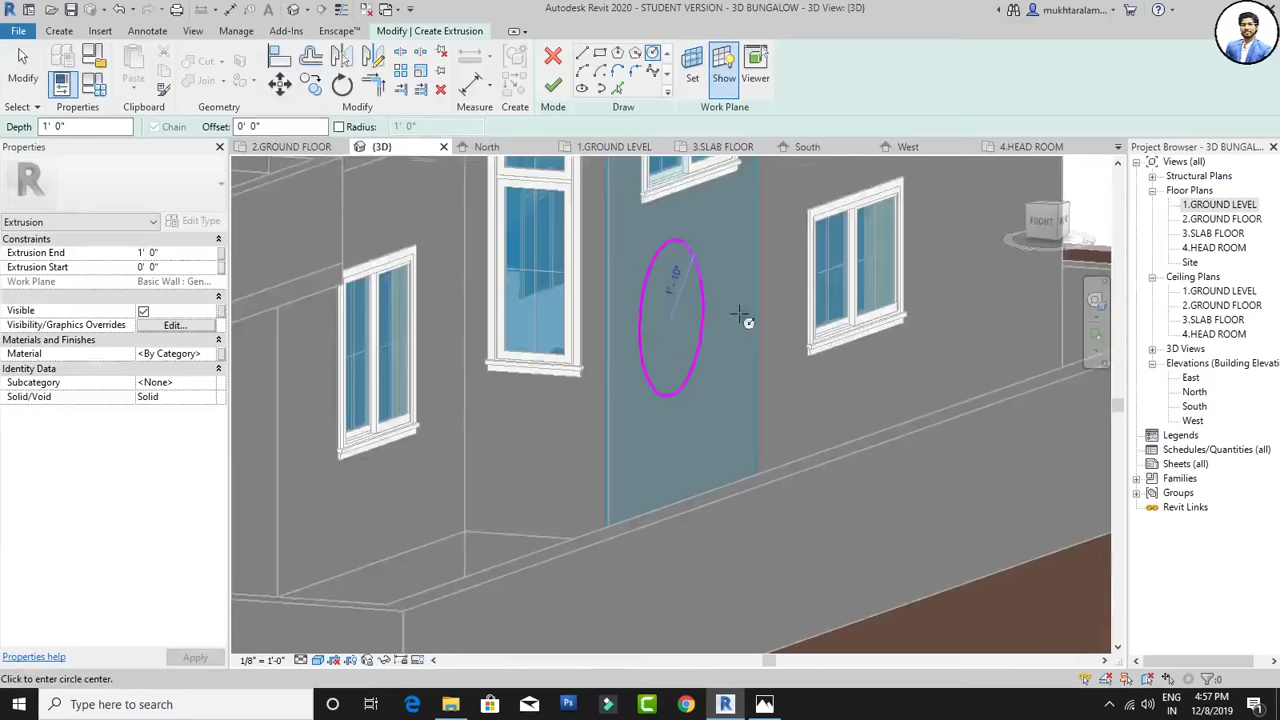 Autodesk Revit 2020 - STUDENT VERSION - 3D BUNGALOW - 3D View: {3D}
mukhtaralam...
File Create Insert Annotate View Manage Add-Ins Enscape™ Modify | Create Extrusion
Modify
Paste
Cut
Join
Create
Set
Show
Viewer
Select Properties Clipboard Geometry Modify Measure Create Mode Draw Work Plane
Depth 1' 0" Chain Offset: 0' 0" Radius: 1' 0"
Properties
2.GROUND FLOOR {3D} North 1.GROUND LEVEL 3.SLAB FLOOR South West 4.HEAD ROOM
Extrusion
Edit Type
Constraints
Extrusion End 1' 0"
Extrusion Start 0' 0"
Work Plane Basic Wall : Gen...
Visible
Visibility/Graphics Overrides Edit...
Materials and Finishes
Material <By Category>
Identity Data
Subcategory <None>
Solid/Void Solid
Properties help
Apply
1' - 10"
FRONT
Project Browser - 3D BUNGAL...
Views (all)
Structural Plans
Floor Plans
1.GROUND LEVEL
2.GROUND FLOOR
3.SLAB FLOOR
4.HEAD ROOM
Site
Ceiling Plans
1.GROUND LEVEL
2.GROUND FLOOR
3.SLAB FLOOR
4.HEAD ROOM
3D Views
Elevations (Building Elevati
East
North
South
West
Legends
Schedules/Quantities (all)
Sheets (all)
Families
Groups
Revit Links
1/8" = 1'-0"
Click to enter circle center.
:0
Type here to search
ENG
IN
4:57 PM
12/8/2019